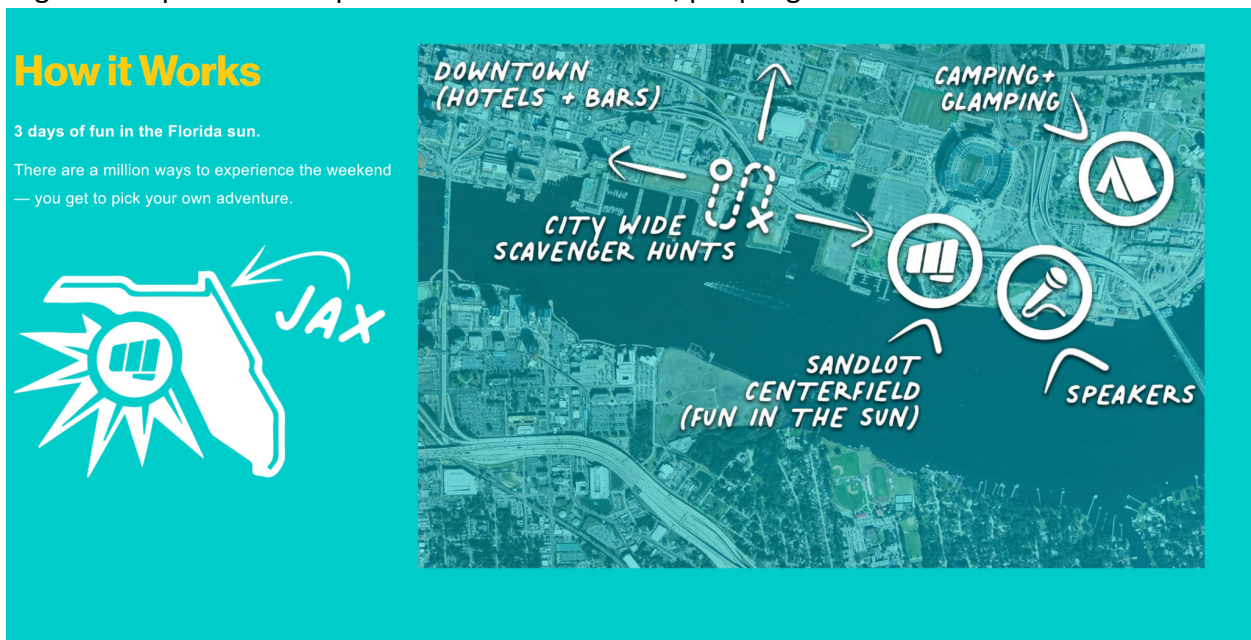 How it Works
3 days of fun in the Florida sun.
There are a million ways to experience the weekend
— you get to pick your own adventure.
JAX
DOWNTOWN
(HOTELS + BARS)
CAMPING+
GLAMPING
CITY WIDE
SCAVENGER HUNTS
SANDLOT
CENTERFIELD
(FUN IN THE SUN)
SPEAKERS